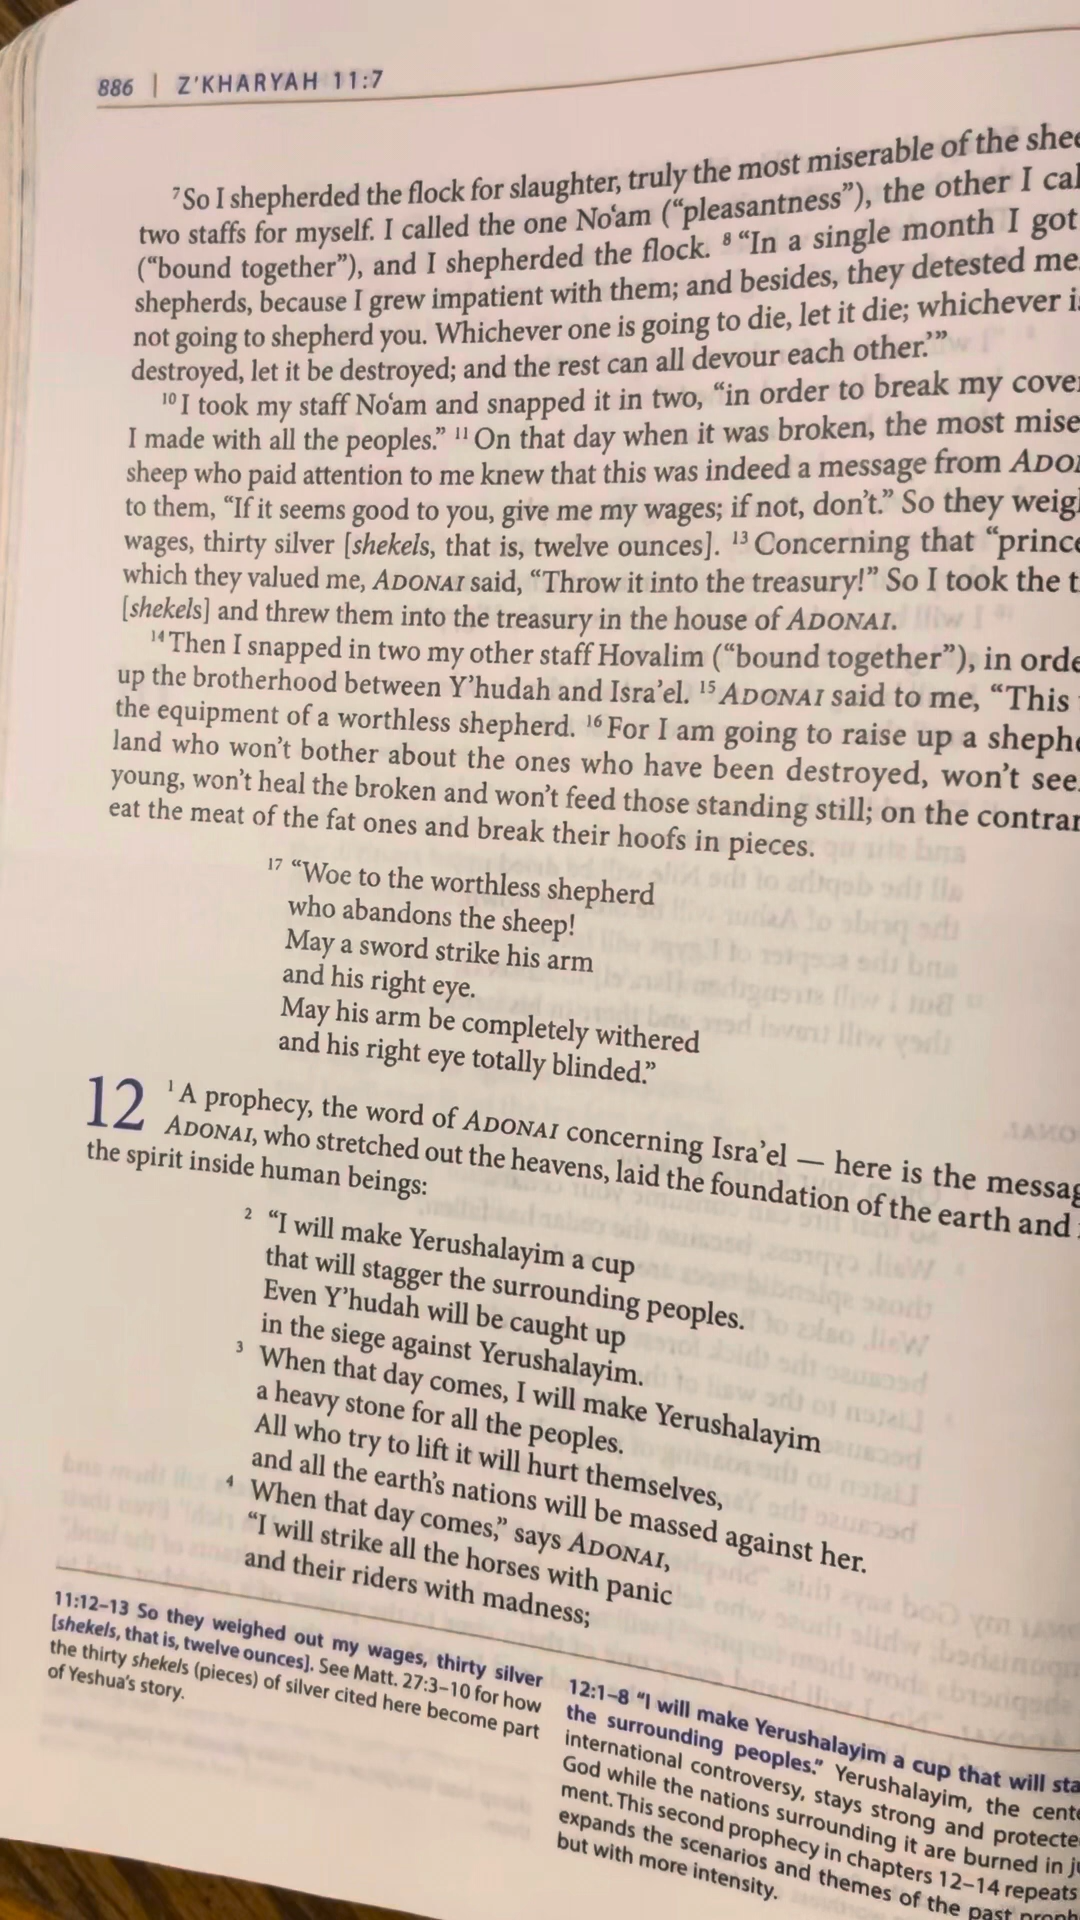 886 | Z'KHARYAH 11:7
⁷So I shepherded the flock for slaughter, truly the most miserable of the
two staffs for myself. I called the one No‘am (“pleasantness”), the other I
(“bound together”), and I shepherded the flock. ⁸ “In a single month I got
shepherds, because I grew impatient with them; and besides, they detested me
not going to shepherd you. Whichever one is going to die, let it die; whichever
destroyed, let it be destroyed; and the rest can all devour each other.’”
¹⁰I took my staff No‘am and snapped it in two, “in order to break my
I made with all the peoples.” ¹¹ On that day when it was broken, the most
sheep who paid attention to me knew that this was indeed a message from
to them, “If it seems good to you, give me my wages; if not, don’t.” So they
wages, thirty silver [shekels, that is, twelve ounces]. ¹³ Concerning that
which they valued me, ADONAI said, “Throw it into the treasury!” So I took the
[shekels] and threw them into the treasury in the house of ADONAI.
¹⁴Then I snapped in two my other staff Hovalim (“bound together”), in
up the brotherhood between Y’hudah and Isra’el. ¹⁵ ADONAI said to me, “This
the equipment of a worthless shepherd. ¹⁶ For I am going to raise up a
land who won’t bother about the ones who have been destroyed, won’t
young, won’t heal the broken and won’t feed those standing still; on the
eat the meat of the fat ones and break their hoofs in pieces.
¹⁷ “Woe to the worthless shepherd
who abandons the sheep!
May a sword strike his arm
and his right eye.
May his arm be completely withered
and his right eye totally blinded.”
12 ¹A prophecy, the word of ADONAI concerning Isra’el — here is the
ADONAI, who stretched out the heavens, laid the foundation of the earth and
the spirit inside human beings:
² “I will make Yerushalayim a cup
that will stagger the surrounding peoples.
Even Y’hudah will be caught up
in the siege against Yerushalayim.
³ When that day comes, I will make Yerushalayim
a heavy stone for all the peoples.
All who try to lift it will hurt themselves,
and all the earth’s nations will be massed against her.
⁴ When that day comes,” says ADONAI,
“I will strike all the horses with panic
and their riders with madness;
11:12–13 So they weighed out my wages, thirty silver
[shekels, that is, twelve ounces]. See Matt. 27:3–10 for how
the thirty shekels (pieces) of silver cited here become part
of Yeshua’s story.
12:1–8 “I will make Yerushalayim a cup that will
the surrounding peoples.” Yerushalayim, the
international controversy, stays strong and
God while the nations surrounding it are burned in
ment. This second prophecy in chapters 12–14 repeats
expands the scenarios and themes of the past
but with more intensity.